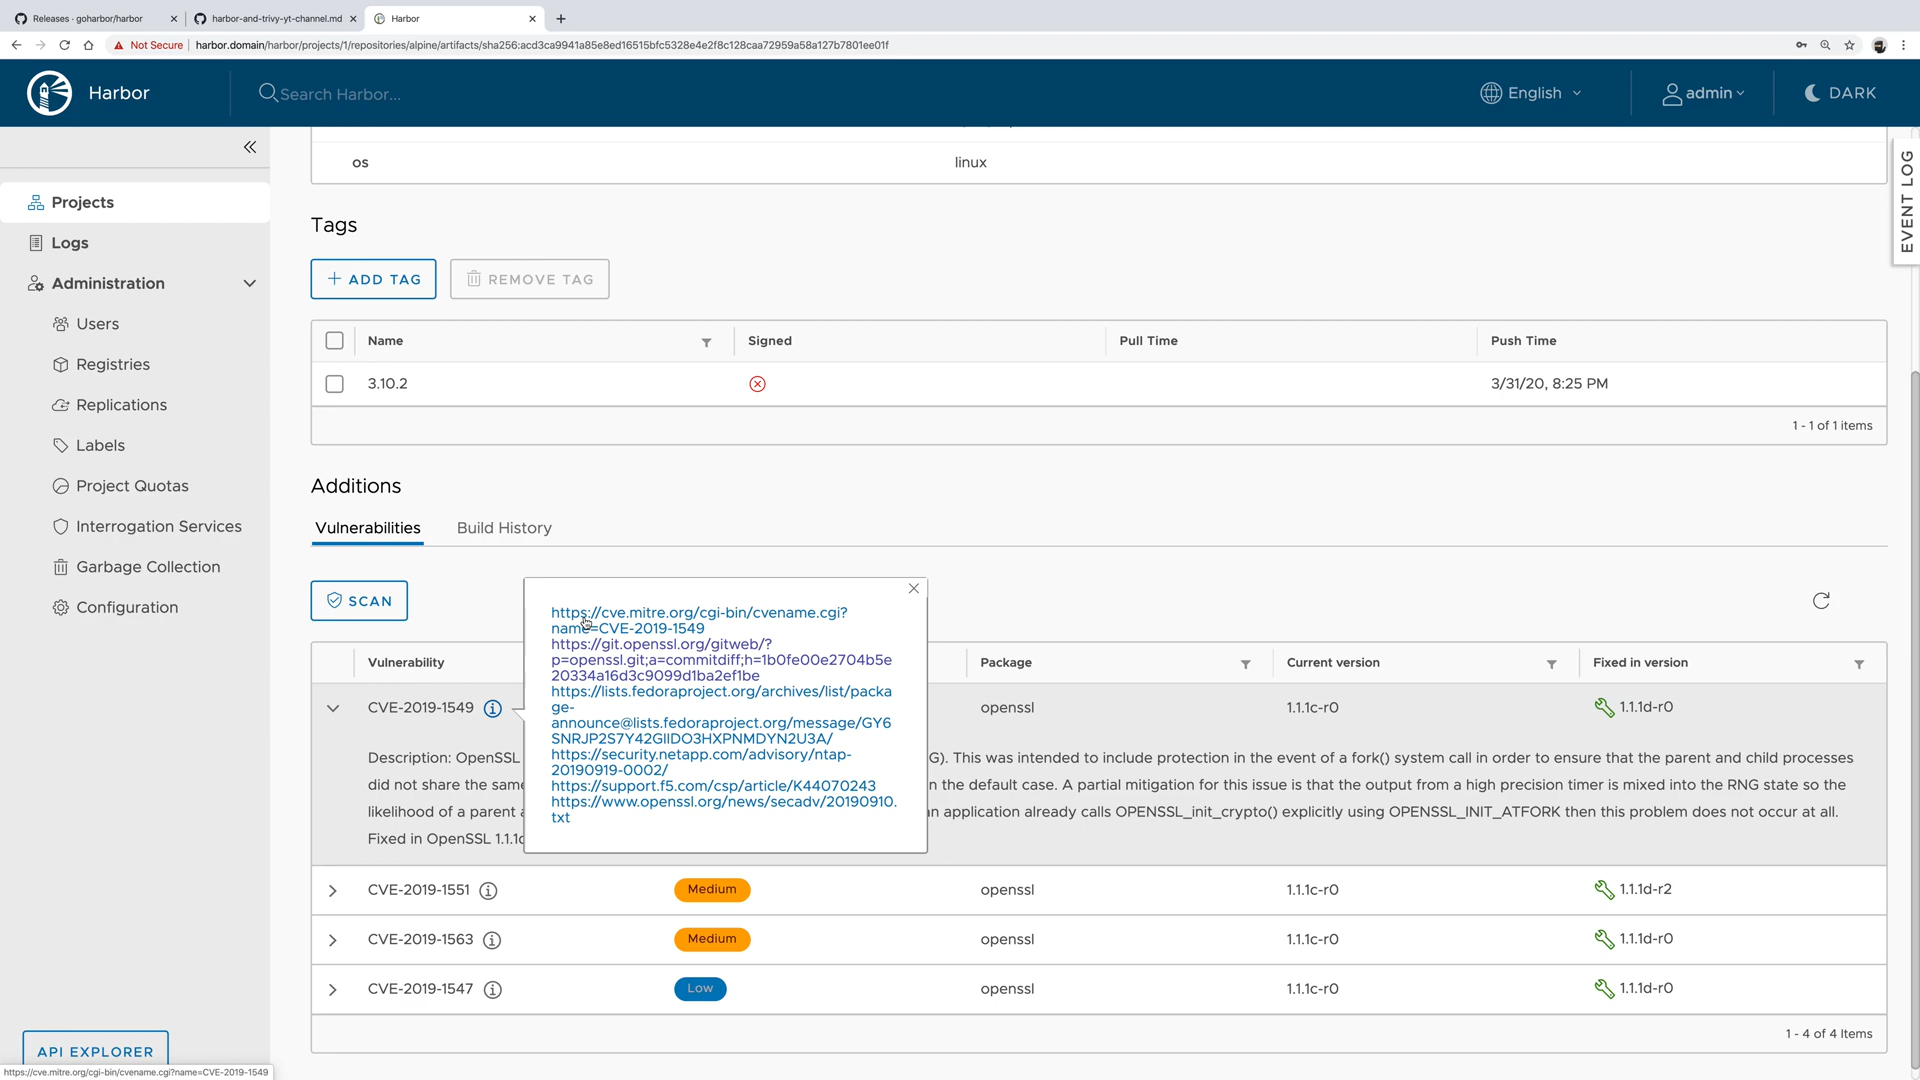 Releases · goharbor/harbor
harbor-and-trivy-yt-channel.md
Harbor
Not Secure
harbor.domain/harbor/projects/1/repositories/alpine/artifacts/sha256:acd3ca9941a85e8ed16515bfc5328e4e2f8c128caa72959a58a127b7801ee01f
Harbor
Search Harbor...
English
admin
DARK
EVENT LOG
Projects
Logs
Administration
Users
Registries
Replications
Labels
Project Quotas
Interrogation Services
Garbage Collection
Configuration
API EXPLORER
os
linux
Tags
ADD TAG
REMOVE TAG
Name
Signed
Pull Time
Push Time
3.10.2
3/31/20, 8:25 PM
1 - 1 of 1 items
Additions
Vulnerabilities
Build History
SCAN
https://cve.mitre.org/cgi-bin/cvename.cgi?
name=CVE-2019-1549
https://git.openssl.org/gitweb/?
p=openssl.git;a=commitdiff;h=1b0fe00e2704b5e
20334a16d3c9099d1ba2ef1be
https://lists.fedoraproject.org/archives/list/packa
ge-
announce@lists.fedoraproject.org/message/GY6
SNRJP2S7Y42GIIDO3HXPNMDYN2U3A/
https://security.netapp.com/advisory/ntap-
20190919-0002/
https://support.f5.com/csp/article/K44070243
https://www.openssl.org/news/secadv/20190910.
txt
Vulnerability
Package
Current version
Fixed in version
CVE-2019-1549
openssl
1.1.1c-r0
1.1.1d-r0
Description: OpenSSL G). This was intended to include protection in the event of a fork() system call in order to ensure that the parent and child processes
did not share the same in the default case. A partial mitigation for this issue is that the output from a high precision timer is mixed into the RNG state so the
likelihood of a parent an application already calls OPENSSL_init_crypto() explicitly using OPENSSL_INIT_ATFORK then this problem does not occur at all.
Fixed in OpenSSL 1.1.1d
CVE-2019-1551
Medium
openssl
1.1.1c-r0
1.1.1d-r2
CVE-2019-1563
Medium
openssl
1.1.1c-r0
1.1.1d-r0
CVE-2019-1547
Low
openssl
1.1.1c-r0
1.1.1d-r0
1 - 4 of 4 Items
https://cve.mitre.org/cgi-bin/cvename.cgi?name=CVE-2019-1549